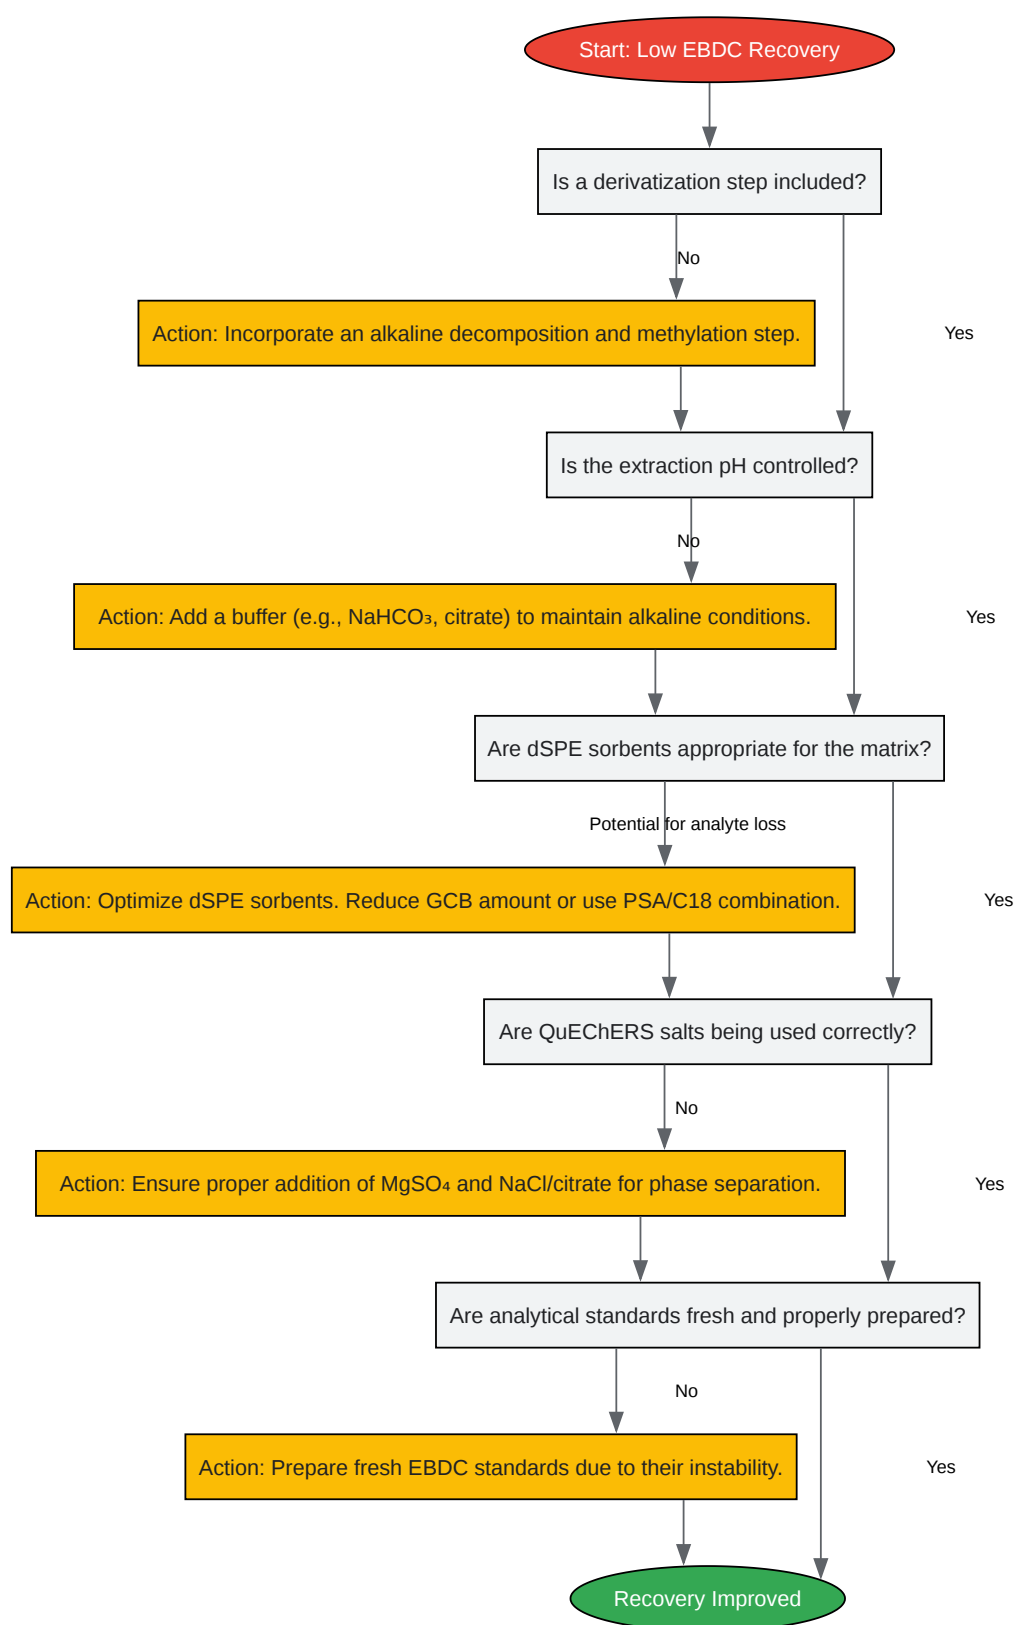 Start: Low EBDC Recovery
Is a derivatization step included?
No
Action: Incorporate an alkaline decomposition and methylation step.
Yes
Is the extraction pH controlled?
No
Action: Add a buffer (e.g., NaHCO₃, citrate) to maintain alkaline conditions.
Yes
Are dSPE sorbents appropriate for the matrix?
Potential for analyte loss
Action: Optimize dSPE sorbents. Reduce GCB amount or use PSA/C18 combination.
Yes
Are QuEChERS salts being used correctly?
No
Action: Ensure proper addition of MgSO₄ and NaCl/citrate for phase separation.
Yes
Are analytical standards fresh and properly prepared?
No
Action: Prepare fresh EBDC standards due to their instability.
Yes
Recovery Improved